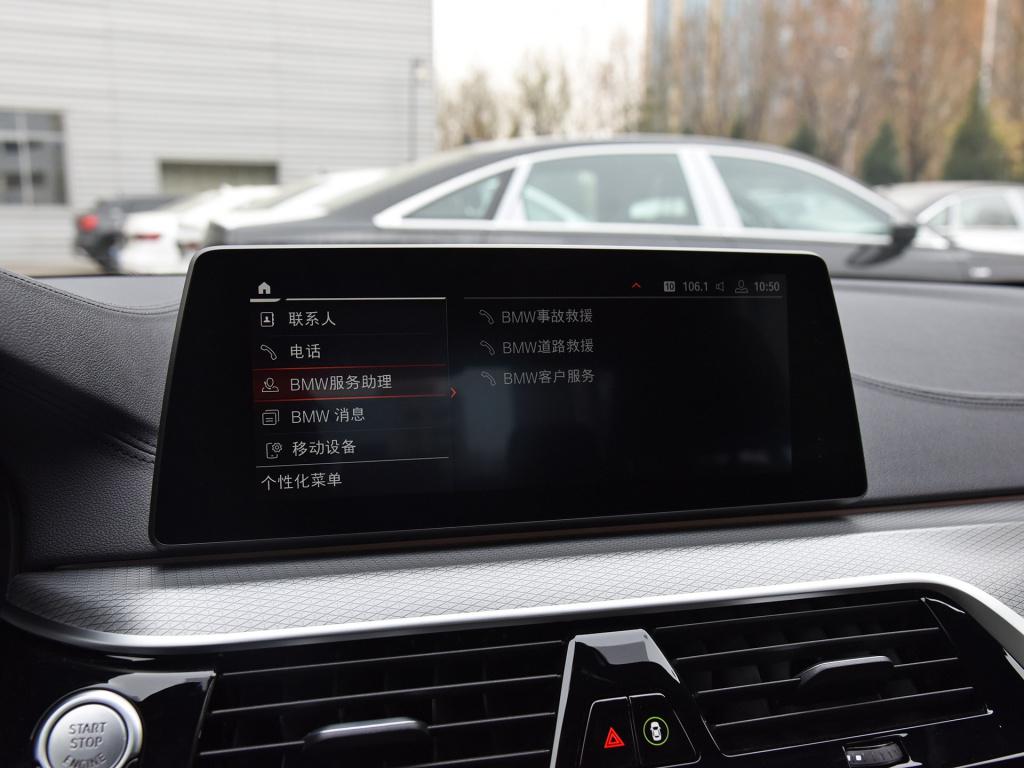 10 106.1 10:50
联系人
电话
BMW服务助理
BMW 消息
移动设备
个性化菜单
BMW事故救援
BMW道路救援
BMW客户服务
START
STOP
ENGINE